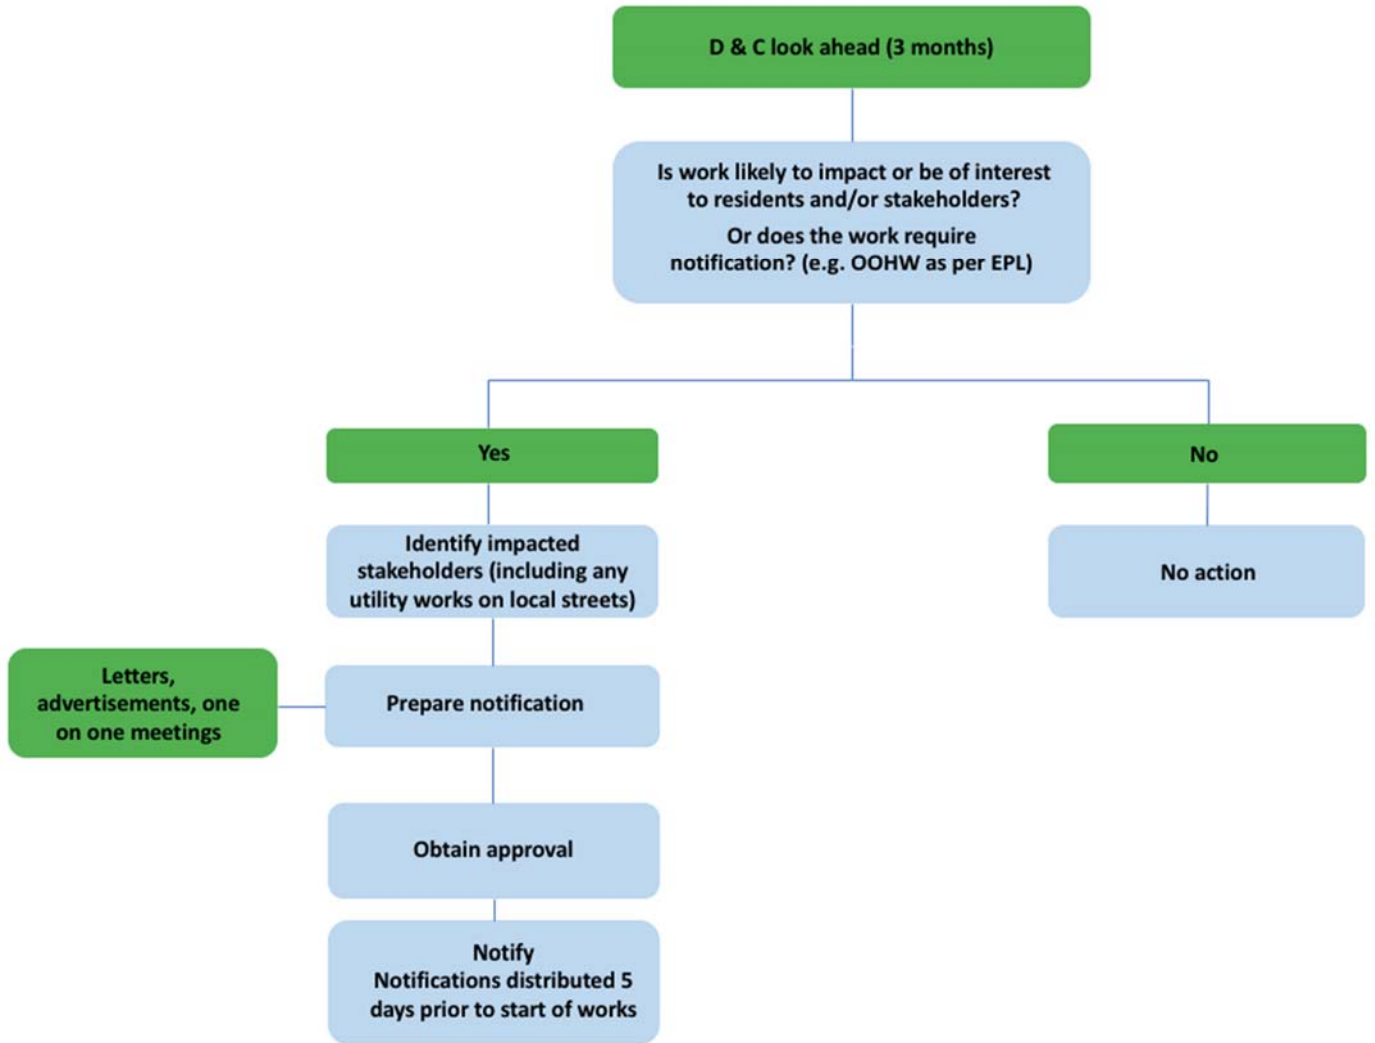 D & C look ahead (3 months)
Is work likely to impact or be of interest
to residents and/or stakeholders?
Or does the work require
notification? (e.g. OOHW as per EPL)
Yes
No
Identify impacted
stakeholders (including any
utility works on local streets)
No action
Letters,
advertisements, one
on one meetings
Prepare notification
Obtain approval
Notify
Notifications distributed 5
days prior to start of works